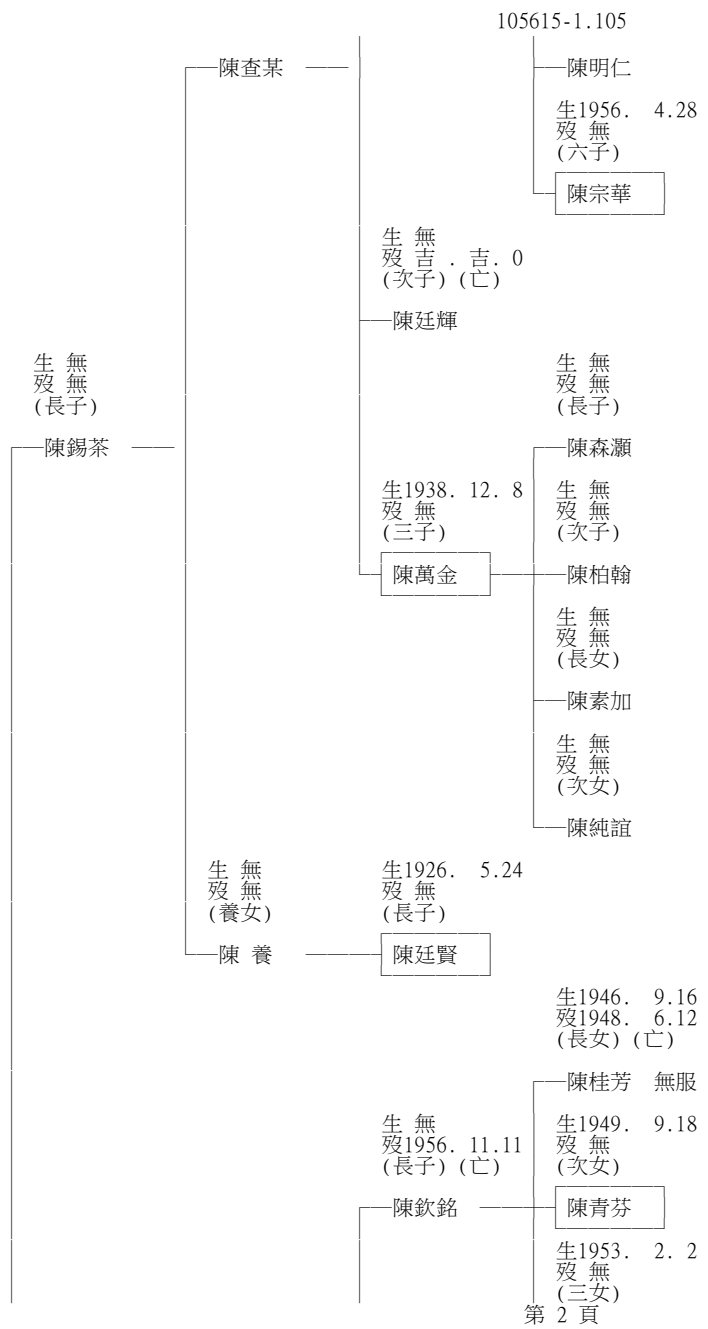 105615-1.105
陳查某
陳明仁
生1956. 4.28
歿 無
(六子)
陳宗華
生 無
歿 吉 . 吉. 0
(次子)(亡)
陳廷輝
生 無
歿 無
(長子)
陳錫茶
生 無
歿 無
(長子)
陳森灝
生1938. 12. 8
歿 無
(三子)
陳萬金
生 無
歿 無
(次子)
陳柏翰
生 無
歿 無
(長女)
陳素加
生 無
歿 無
(次女)
陳純誼
生 無
歿 無
(養女)
陳 養
生1926. 5.24
歿 無
(長子)
陳廷賢
生1946. 9.16
歿1948. 6.12
(長女)(亡)
陳桂芳 無服
生 無
歿1956. 11.11
(長子)(亡)
陳欽銘
生1949. 9.18
歿 無
(次女)
陳青芬
生1953. 2. 2
歿 無
(三女)
第 2 頁